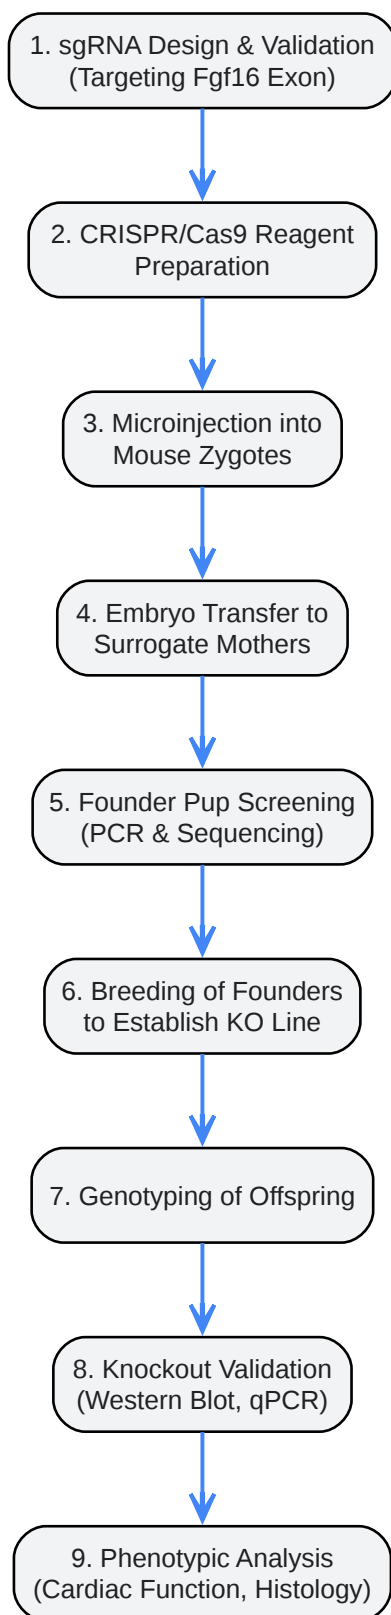 1. sgRNA Design & Validation
(Targeting Fgf16 Exon)
2. CRISPR/Cas9 Reagent
Preparation
3. Microinjection into
Mouse Zygotes
4. Embryo Transfer to
Surrogate Mothers
5. Founder Pup Screening
(PCR & Sequencing)
6. Breeding of Founders
to Establish KO Line
7. Genotyping of Offspring
8. Knockout Validation
(Western Blot, qPCR)
9. Phenotypic Analysis
(Cardiac Function, Histology)